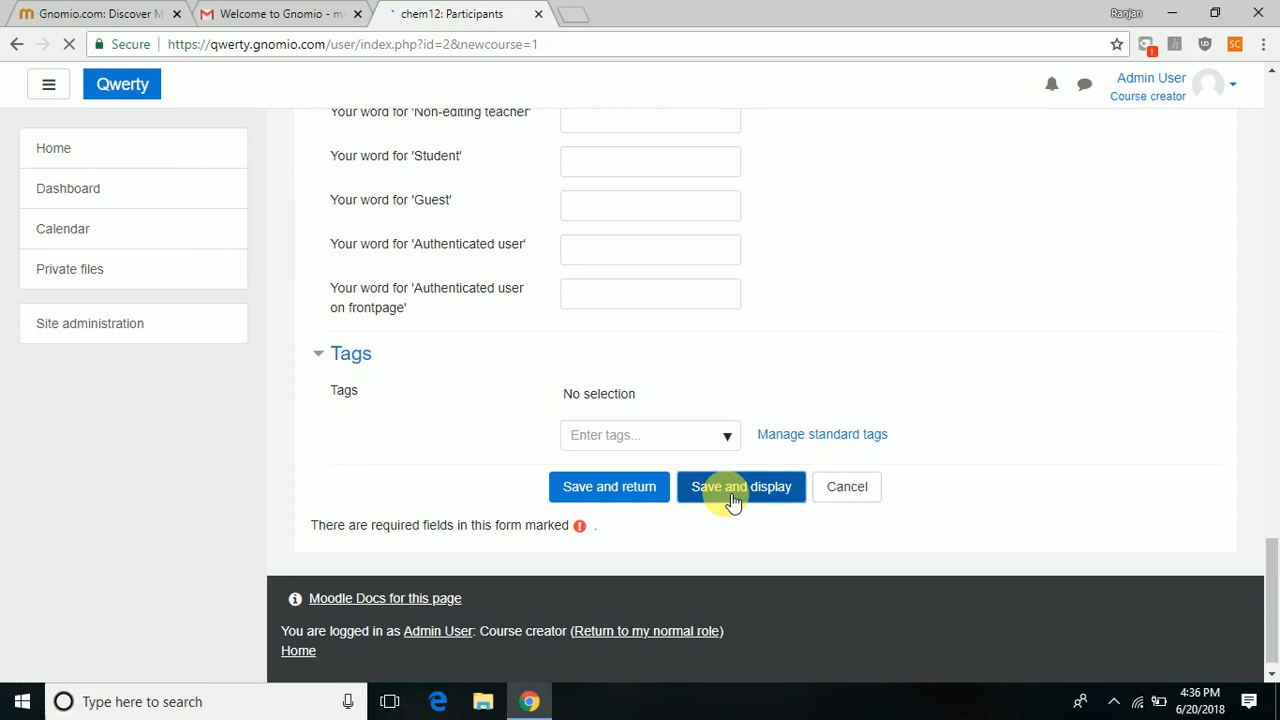 Gnomio.com: Discover M
Welcome to Gnomio - m
chem12: Participants
Ranjan
Secure
https://qwerty.gnomio.com/user/index.php?id=2&newcourse=1
Qwerty
Admin User
Course creator
Home
Dashboard
Calendar
Private files
Site administration
Your word for 'Non-editing teacher'
Your word for 'Student'
Your word for 'Guest'
Your word for 'Authenticated user'
Your word for 'Authenticated user
on frontpage'
Tags
Tags
No selection
Enter tags...
Manage standard tags
Save and return
Save and display
Cancel
There are required fields in this form marked .
Moodle Docs for this page
You are logged in as Admin User: Course creator (Return to my normal role)
Home
Type here to search
4:36 PM
6/20/2018